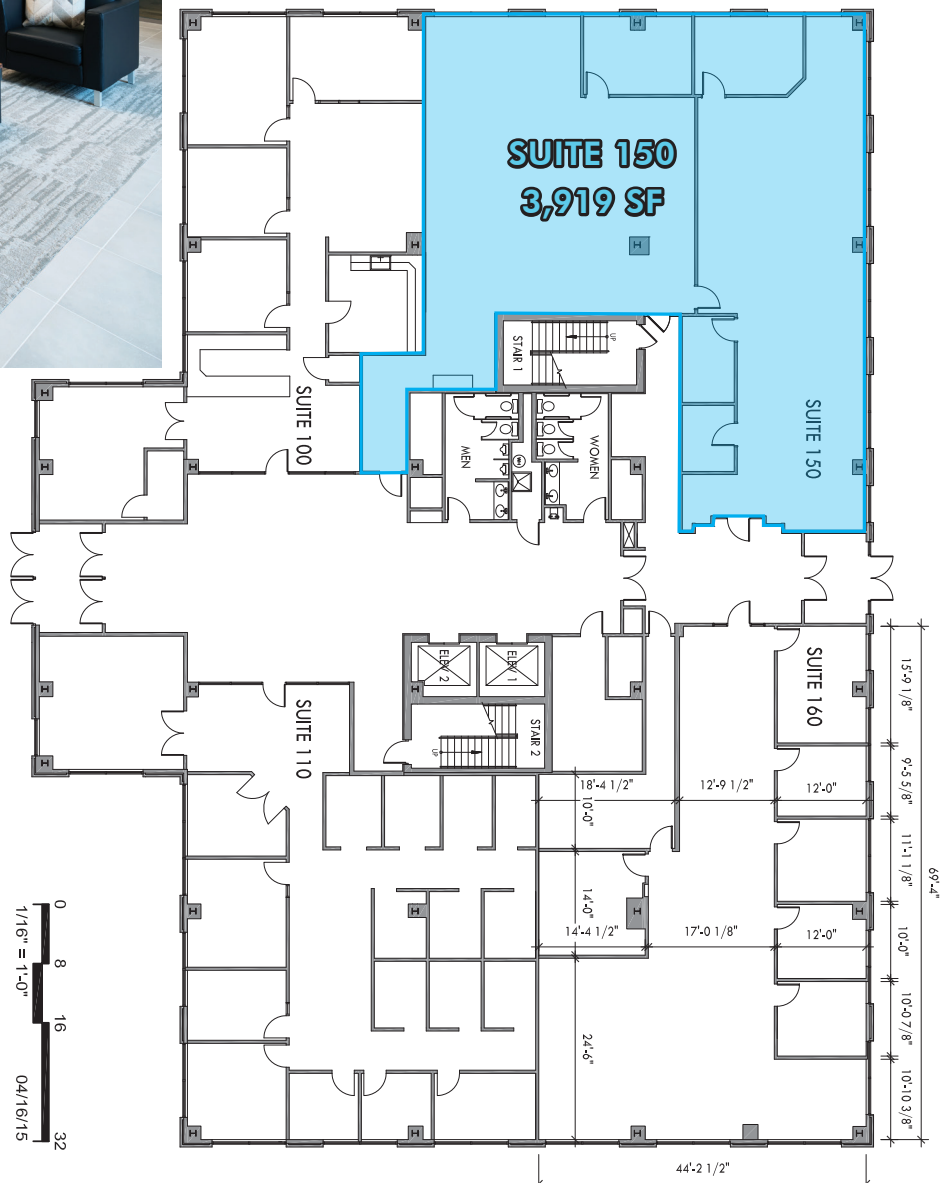 SUITE 150
3,919 SF
UP
STAIR 1
SUITE 100
SUITE 150
MEN
WOMEN
WH
ELEV 2
ELEV 1
STAIR 2
UP
SUITE 110
SUITE 160
15'-9 1/8"
9'-5 5/8"
11'-1 1/8"
10'-0"
10'-0 7/8"
10'-10 3/8"
69'-4"
18'-4 1/2"
12'-9 1/2"
12'-0"
10'-0"
14'-0"
14'-4 1/2"
17'-0 1/8"
12'-0"
24'-6"
44'-2 1/2"
0 8 16 32
1/16" = 1'-0"
04/16/15